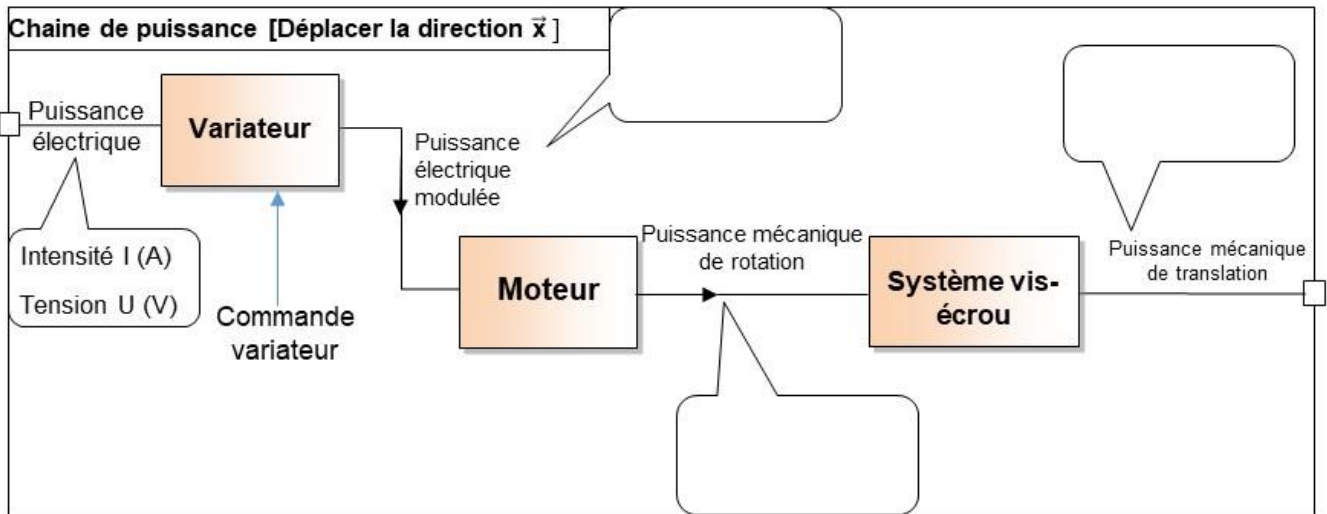 Chaine de puissance [Déplacer la direction x⃗ ]
Puissance
électrique
Variateur
Puissance
électrique
modulée
Intensité I (A)
Tension U (V)
Commande
variateur
Moteur
Puissance mécanique
de rotation
Système vis-
écrou
Puissance mécanique
de translation